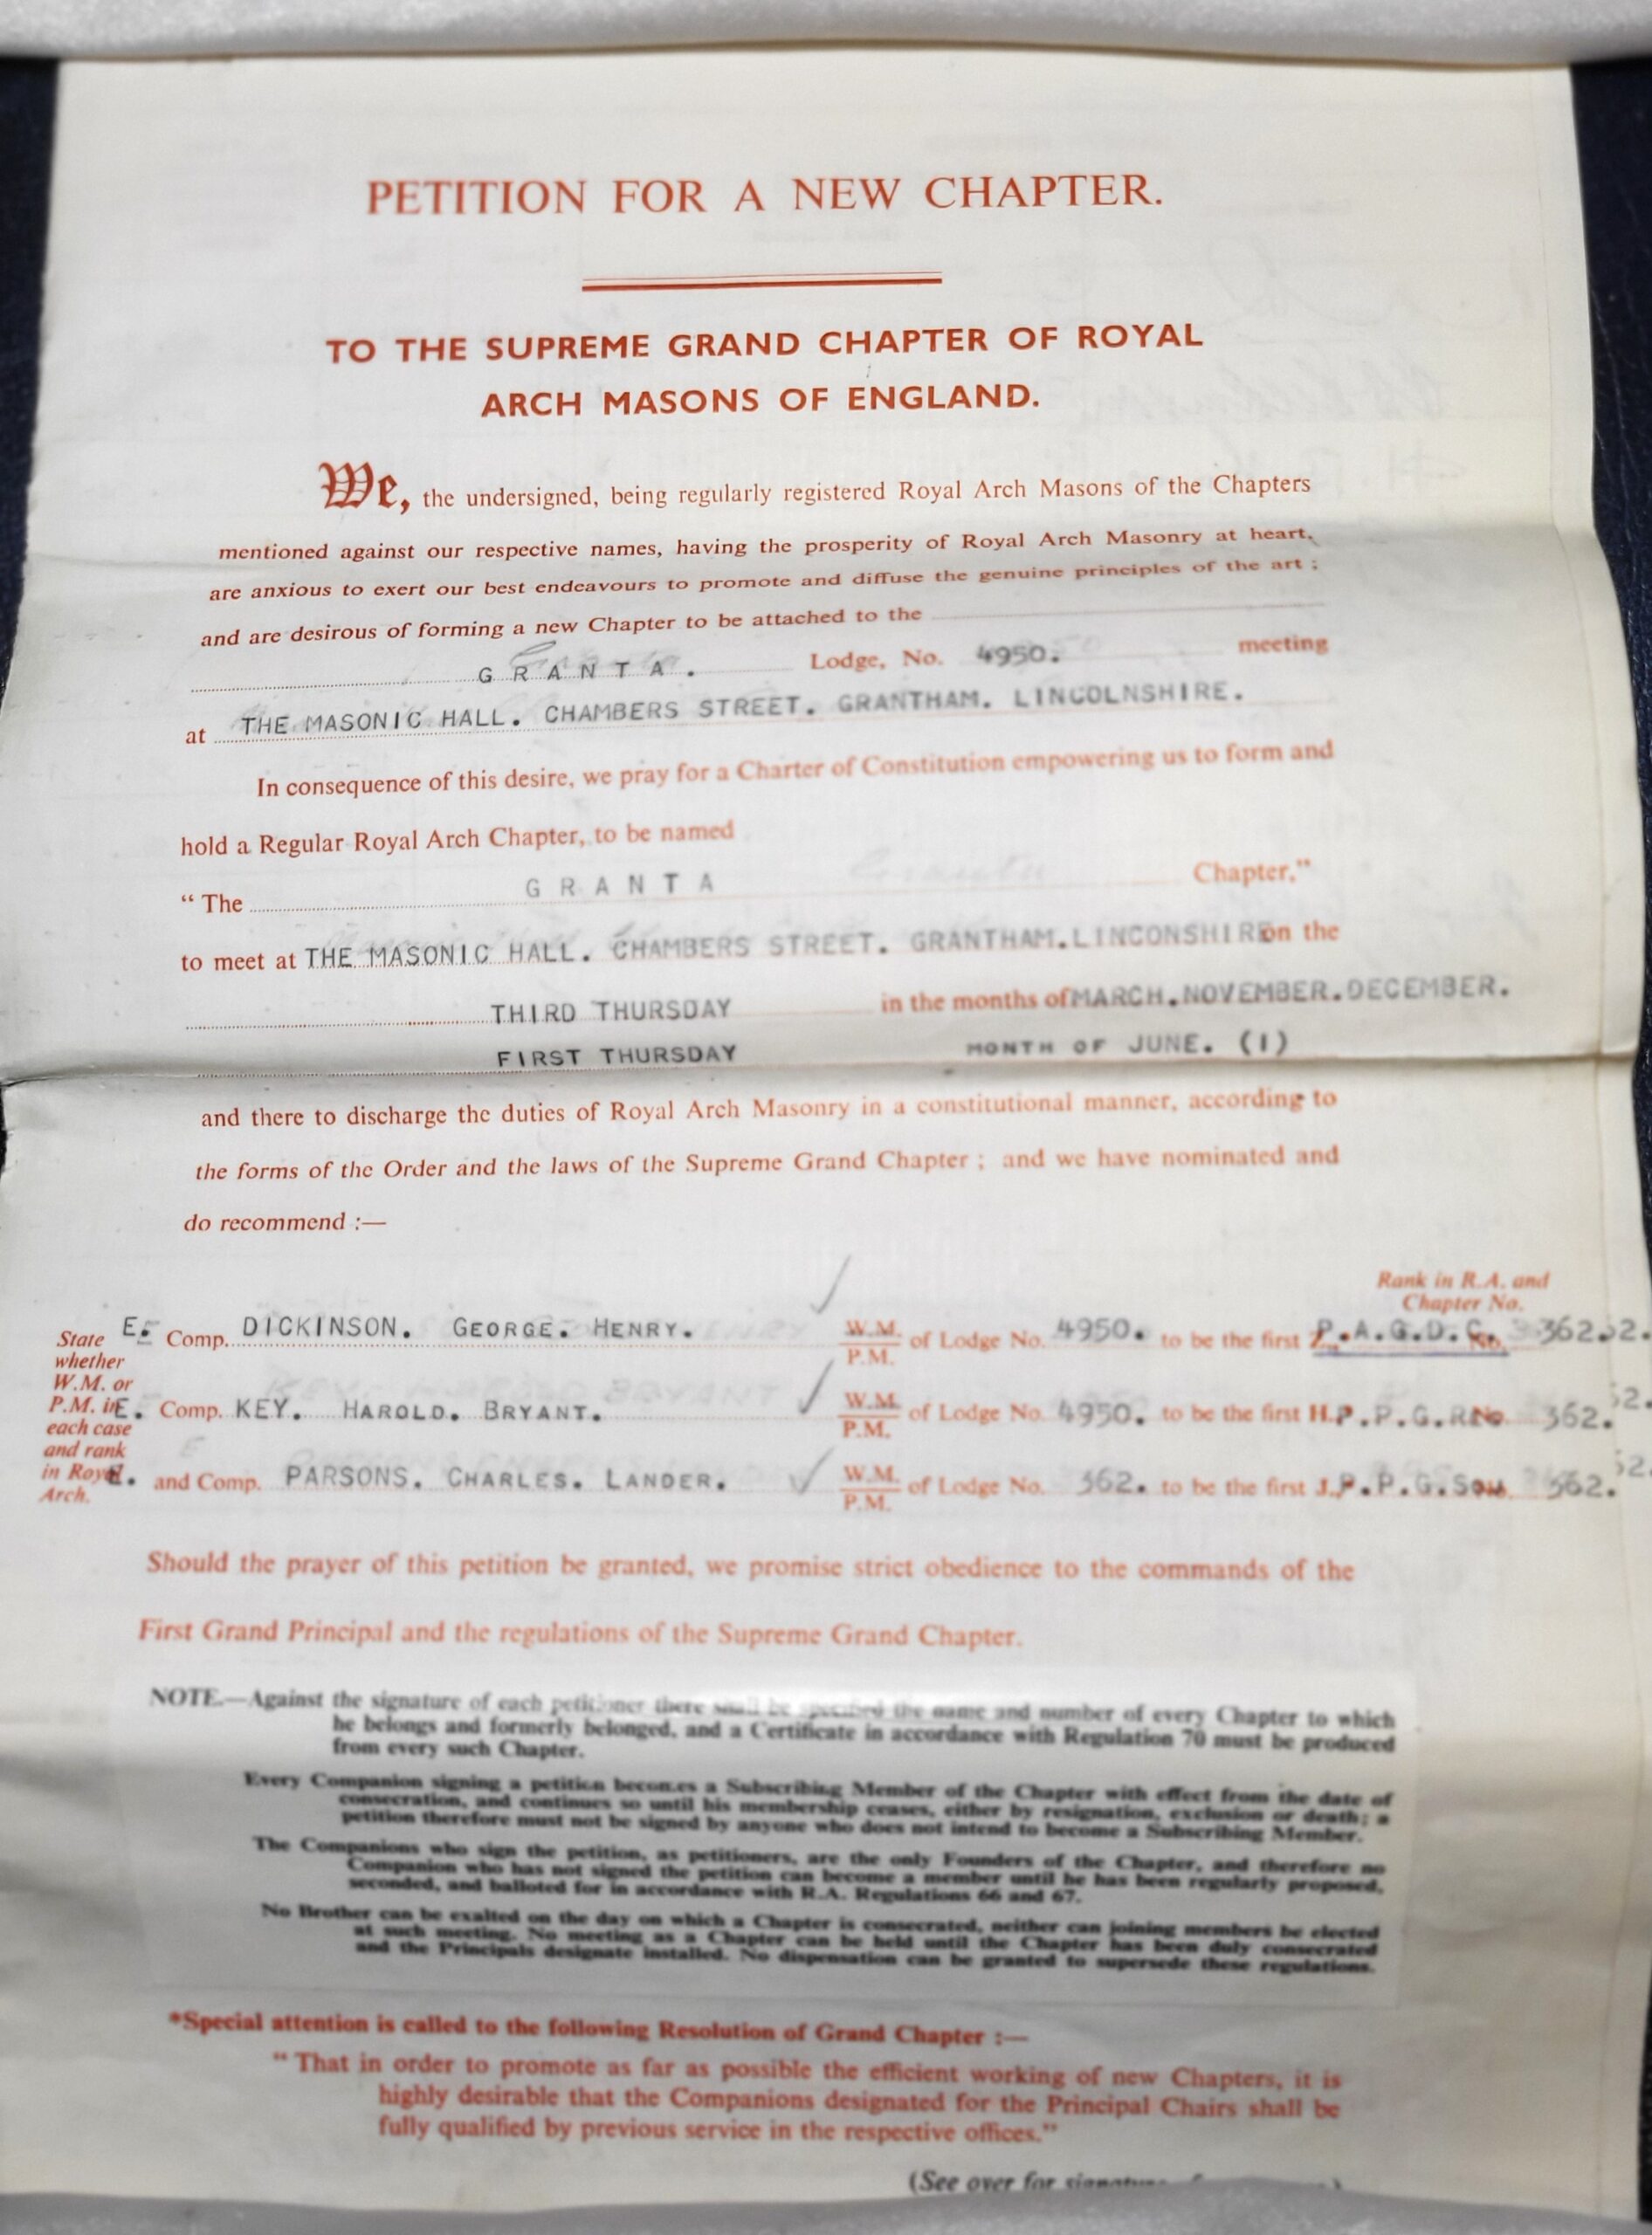 PETITION FOR A NEW CHAPTER.
TO THE SUPREME GRAND CHAPTER OF ROYAL
ARCH MASONS OF ENGLAND.
We, the undersigned, being regularly registered Royal Arch Masons of the Chapters
mentioned against our respective names, having the prosperity of Royal Arch Masonry at heart,
are anxious to exert our best endeavours to promote and diffuse the genuine principles of the art ;
and are desirous of forming a new Chapter to be attached to the
G R A N T A . Lodge, No. 4950. meeting
at THE MASONIC HALL. CHAMBERS STREET. GRANTHAM. LINCOLNSHIRE.
In consequence of this desire, we pray for a Charter of Constitution empowering us to form and
hold a Regular Royal Arch Chapter, to be named
“ The G R A N T A Chapter,”
to meet at THE MASONIC HALL. CHAMBERS STREET. GRANTHAM.LINCONSHIRE on the
THIRD THURSDAY in the months of MARCH.NOVEMBER.DECEMBER.
FIRST THURSDAY MONTH OF JUNE. (1)
and there to discharge the duties of Royal Arch Masonry in a constitutional manner, according to
the forms of the Order and the laws of the Supreme Grand Chapter ; and we have nominated and
do recommend :—
Rank in R.A. and
Chapter No.
State
whether
W.M. or
P.M. in
each case
and rank
in Royal
Arch.
E. Comp. DICKINSON. GEORGE. HENRY. W.M. P.M. of Lodge No. 4950. to be the first Z. P.A.G.D.C. No. 362.
E. Comp. KEY. HAROLD. BRYANT. W.M. P.M. of Lodge No. 4950. to be the first H. P.P.G.R No. 362.
E. and Comp. PARSONS. CHARLES. LANDER. W.M. P.M. of Lodge No. 362. to be the first J. P.P.G.SOJ No. 362.
Should the prayer of this petition be granted, we promise strict obedience to the commands of the
First Grand Principal and the regulations of the Supreme Grand Chapter.
NOTE.—Against the signature of each petitioner there shall be specified the name and number of every Chapter to which
he belongs and formerly belonged, and a Certificate in accordance with Regulation 70 must be produced
from every such Chapter.
Every Companion signing a petition becomes a Subscribing Member of the Chapter with effect from the date of
consecration, and continues so until his membership ceases, either by resignation, exclusion or death; a
petition therefore must not be signed by anyone who does not intend to become a Subscribing Member.
The Companions who sign the petition, as petitioners, are the only Founders of the Chapter, and therefore no
Companion who has not signed the petition can become a member until he has been regularly proposed,
seconded, and balloted for in accordance with R.A. Regulations 66 and 67.
No Brother can be exalted on the day on which a Chapter is consecrated, neither can joining members be elected
at such meeting. No meeting as a Chapter can be held until the Chapter has been duly consecrated
and the Principals designate installed. No dispensation can be granted to supersede these regulations.
*Special attention is called to the following Resolution of Grand Chapter :—
“ That in order to promote as far as possible the efficient working of new Chapters, it is
highly desirable that the Companions designated for the Principal Chairs shall be
fully qualified by previous service in the respective offices.”
(See over for